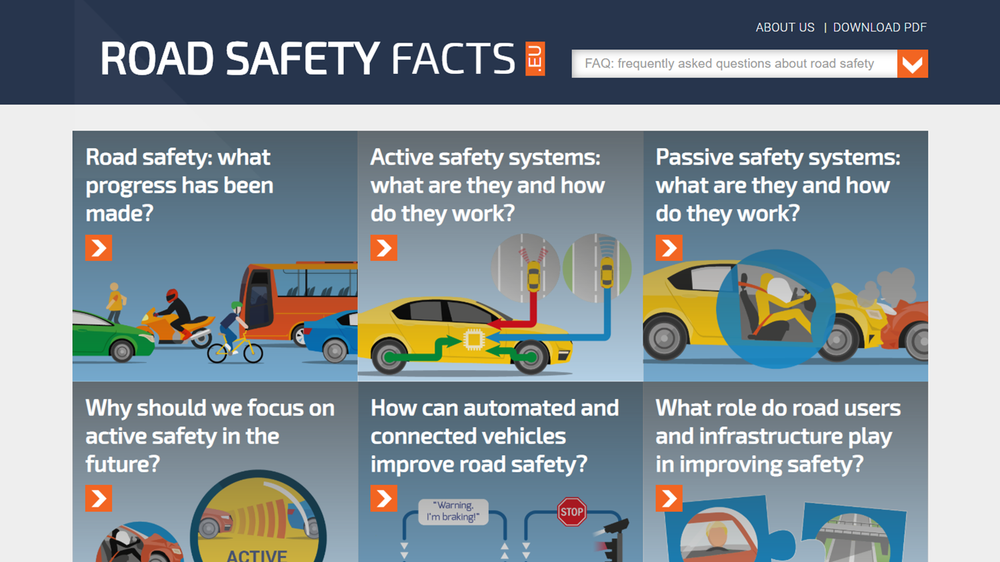 ABOUT US | DOWNLOAD PDF
ROAD SAFETY FACTS .EU
FAQ: frequently asked questions about road safety
Road safety: what
progress has been
made?
Active safety systems:
what are they and how
do they work?
Passive safety systems:
what are they and how
do they work?
Why should we focus on
active safety in the
future?
ACTIVE
How can automated and
connected vehicles
improve road safety?
"Warning,
I'm braking!"
STOP
What role do road users
and infrastructure play
in improving safety?